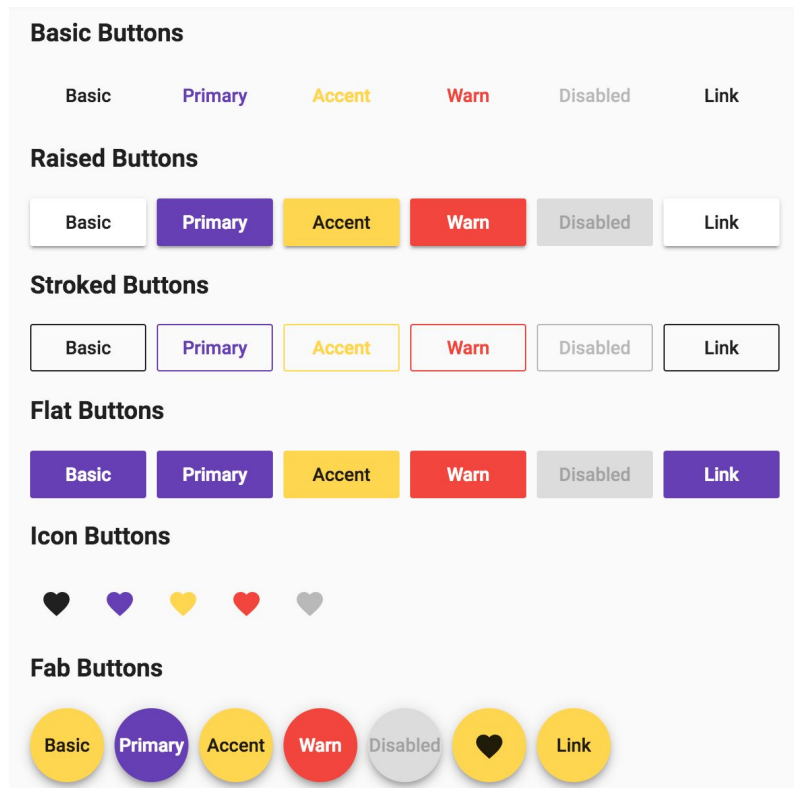 Basic Buttons
Basic Primary Accent Warn Disabled Link
Raised Buttons
Basic Primary Accent Warn Disabled Link
Stroked Buttons
Basic Primary Accent Warn Disabled Link
Flat Buttons
Basic Primary Accent Warn Disabled Link
Icon Buttons
Fab Buttons
Basic Primary Accent Warn Disabled Link